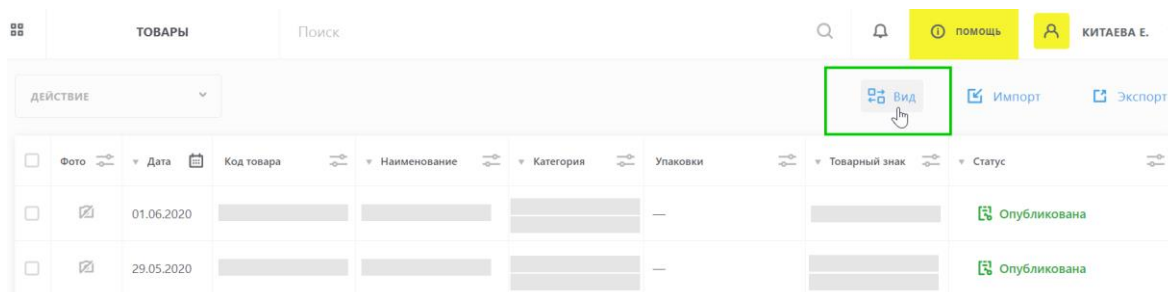 ТОВАРЫ Поиск ПОМОЩЬ КИТАЕВА Е.
ДЕЙСТВИЕ Вид Импорт Экспорт
Фото Дата Код товара Наименование Категория Упаковки Товарный знак Статус
01.06.2020 — Опубликована
29.05.2020 — Опубликована